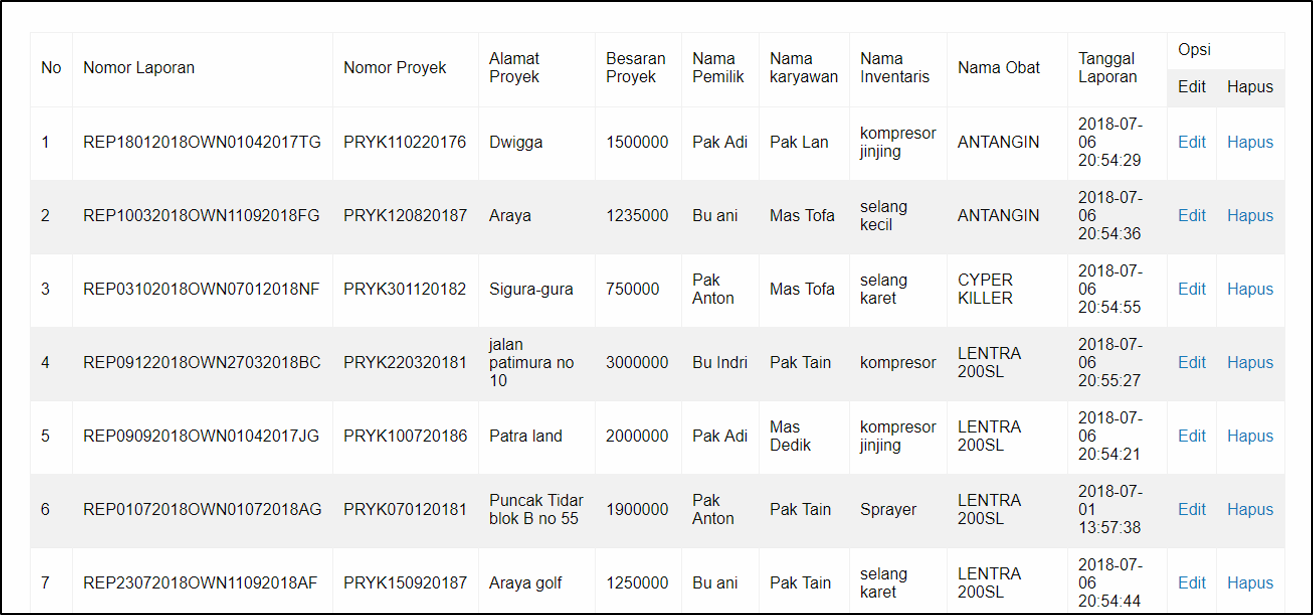 No Nomor Laporan Nomor Proyek Alamat Proyek Besaran Proyek Nama Pemilik Nama karyawan Nama Inventaris Nama Obat Tanggal Laporan Opsi
Edit Hapus
1 REP18012018OWN01042017TG PRYK110220176 Dwigga 1500000 Pak Adi Pak Lan kompresor jinjing ANTANGIN 2018-07-06 20:54:29 Edit Hapus
2 REP10032018OWN11092018FG PRYK120820187 Araya 1235000 Bu ani Mas Tofa selang kecil ANTANGIN 2018-07-06 20:54:36 Edit Hapus
3 REP03102018OWN07012018NF PRYK301120182 Sigura-gura 750000 Pak Anton Mas Tofa selang karet CYPER KILLER 2018-07-06 20:54:55 Edit Hapus
4 REP09122018OWN27032018BC PRYK220320181 jalan patimura no 10 3000000 Bu Indri Pak Tain kompresor LENTRA 200SL 2018-07-06 20:55:27 Edit Hapus
5 REP09092018OWN01042017JG PRYK100720186 Patra land 2000000 Pak Adi Mas Dedik kompresor jinjing LENTRA 200SL 2018-07-06 20:54:21 Edit Hapus
6 REP01072018OWN01072018AG PRYK070120181 Puncak Tidar blok B no 55 1900000 Pak Anton Pak Tain Sprayer LENTRA 200SL 2018-07-01 13:57:38 Edit Hapus
7 REP23072018OWN11092018AF PRYK150920187 Araya golf 1250000 Bu ani Pak Tain selang karet LENTRA 200SL 2018-07-06 20:54:44 Edit Hapus